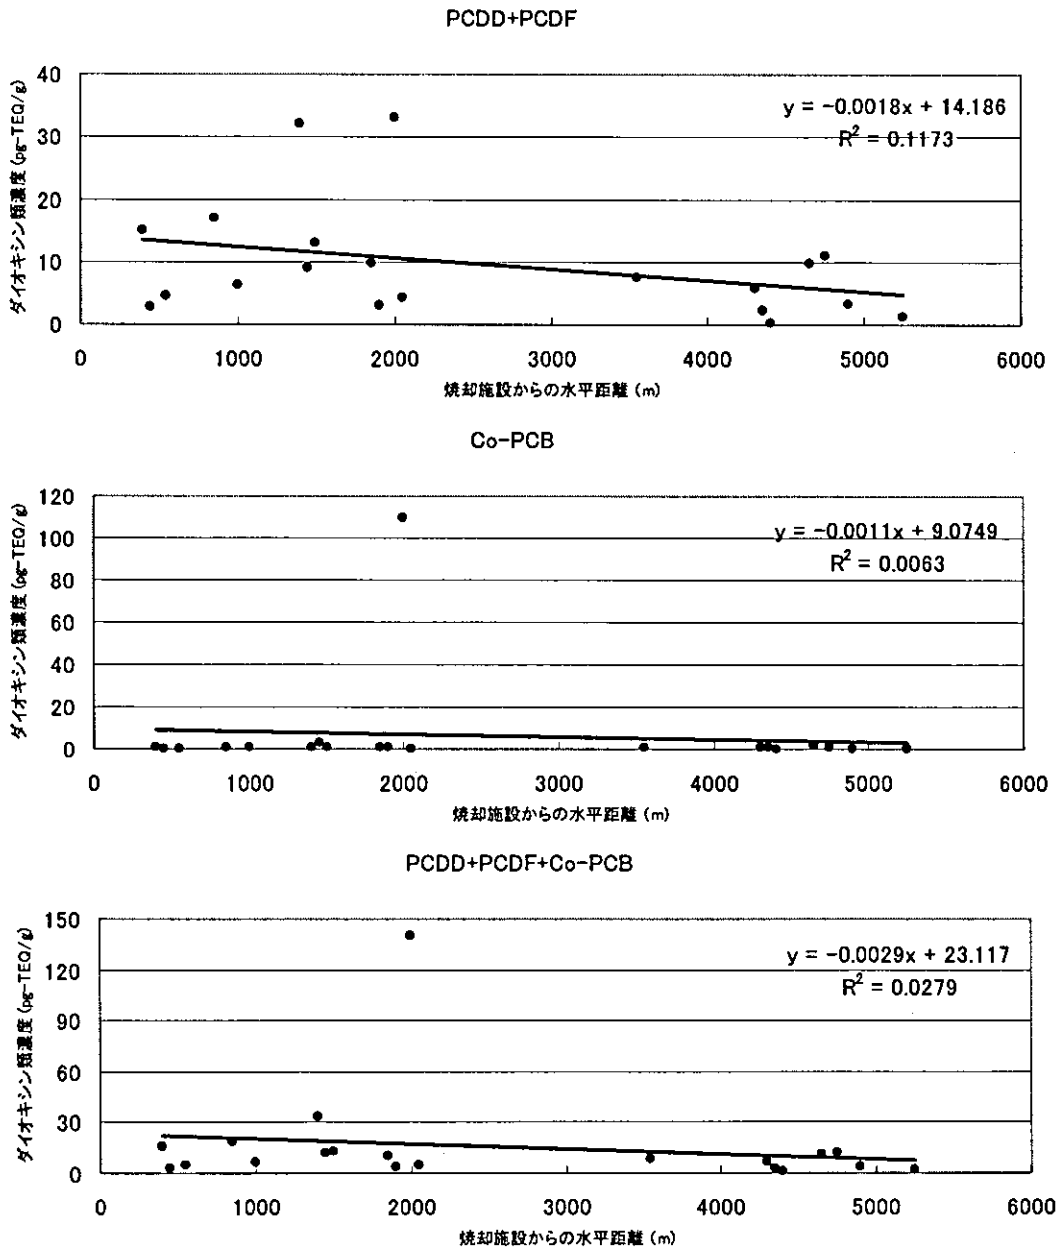 PCDD+PCDF
ダイオキシン類濃度 (pg-TEQ/g)
40
30
20
10
0
y = -0.0018x + 14.186
R² = 0.1173
0 1000 2000 3000 4000 5000 6000
焼却施設からの水平距離 (m)
Co-PCB
ダイオキシン類濃度 (pg-TEQ/g)
120
100
80
60
40
20
0
y = -0.0011x + 9.0749
R² = 0.0063
0 1000 2000 3000 4000 5000 6000
焼却施設からの水平距離 (m)
PCDD+PCDF+Co-PCB
ダイオキシン類濃度 (pg-TEQ/g)
150
120
90
60
30
0
y = -0.0029x + 23.117
R² = 0.0279
0 1000 2000 3000 4000 5000 6000
焼却施設からの水平距離 (m)